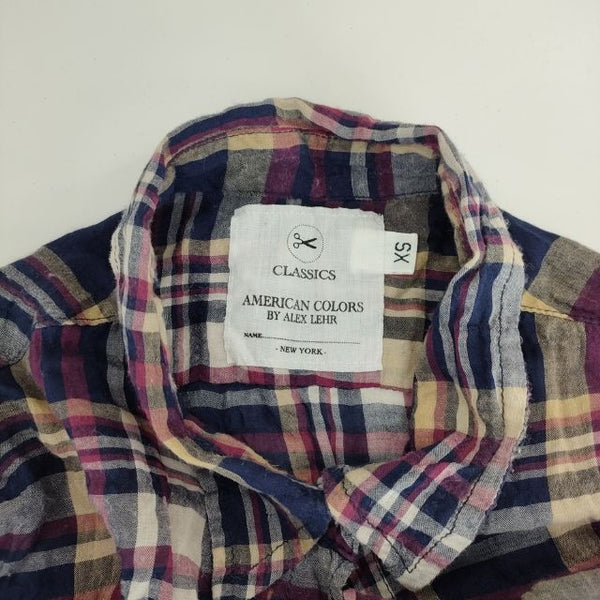 CLASSICS
AMERICAN COLORS
BY ALEX LEHR
NAME
- NEW YORK -
XS